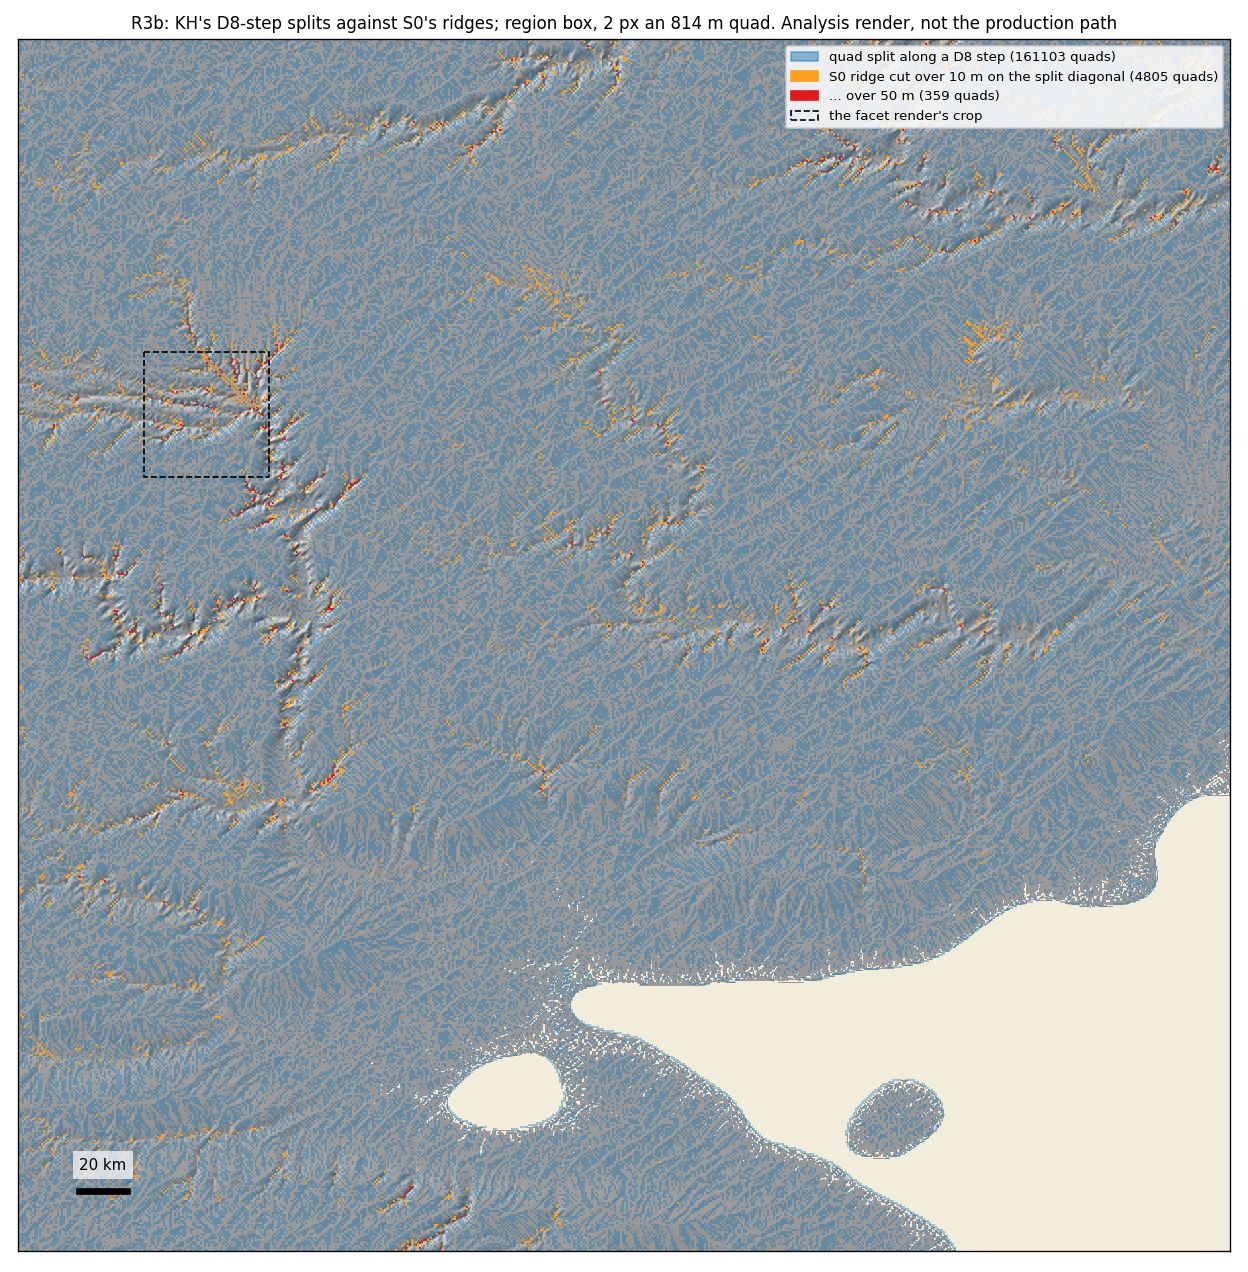 R3b: KH's D8-step splits against S0's ridges; region box, 2 px an 814 m quad. Analysis render, not the production path
quad split along a D8 step (161103 quads)
S0 ridge cut over 10 m on the split diagonal (4805 quads)
... over 50 m (359 quads)
the facet render's crop
20 km